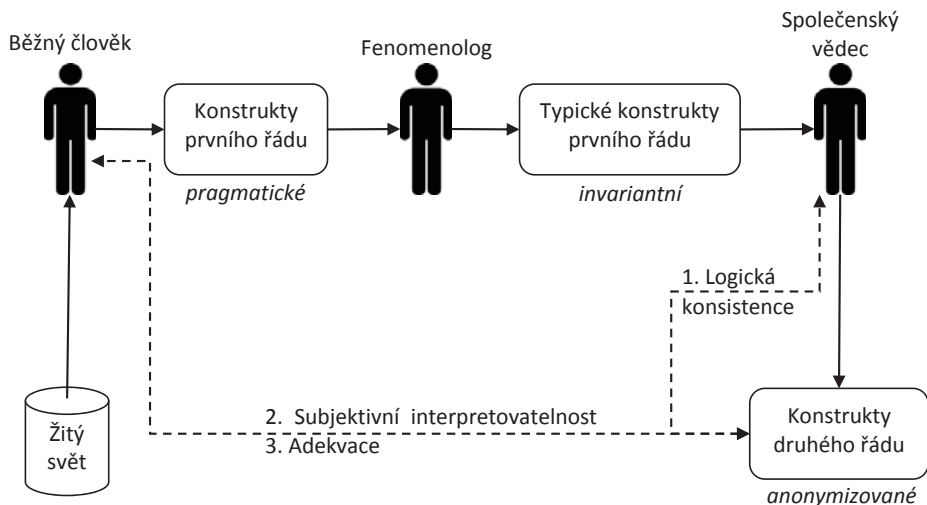 Běžný člověk
Fenomenolog
Společenský
vědec
Konstrukty
prvního řádu
pragmatické
Typické konstrukty
prvního řádu
invariantní
1. Logická
konsistence
2. Subjektivní interpretovatelnost
3. Adekvace
Žitý
svět
Konstrukty
druhého řádu
anonymizované